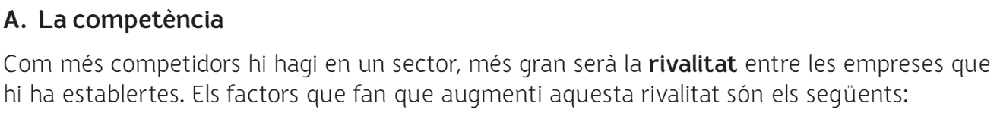 A. La competència
Com més competidors hi hagi en un sector, més gran serà la rivalitat entre les empreses que
hi ha establertes. Els factors que fan que augmenti aquesta rivalitat són els següents: